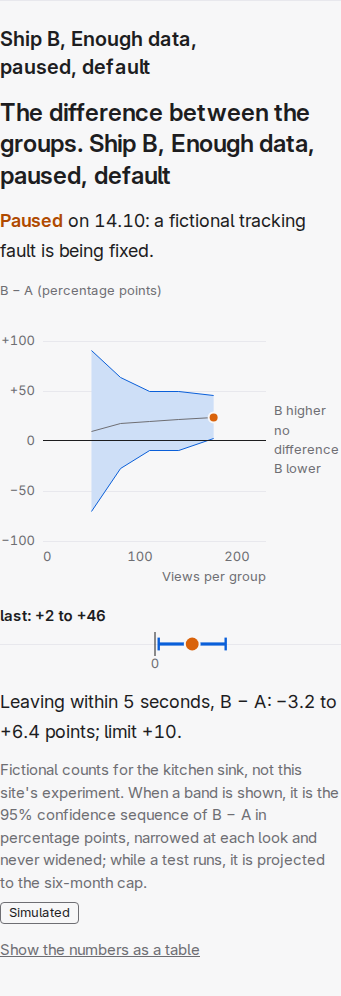 Ship B, Enough data,
paused, default
The difference between the
groups. Ship B, Enough data,
paused, default
Paused on 14.10: a fictional tracking
fault is being fixed.
B − A (percentage points)
+100
+50
0
−50
−100
B higher
no
difference
B lower
0 100 200
Views per group
last: +2 to +46
0
Leaving within 5 seconds, B − A: −3.2 to
+6.4 points; limit +10.
Fictional counts for the kitchen sink, not this
site's experiment. When a band is shown, it is the
95% confidence sequence of B − A in
percentage points, narrowed at each look and
never widened; while a test runs, it is projected
to the six-month cap.
Simulated
Show the numbers as a table